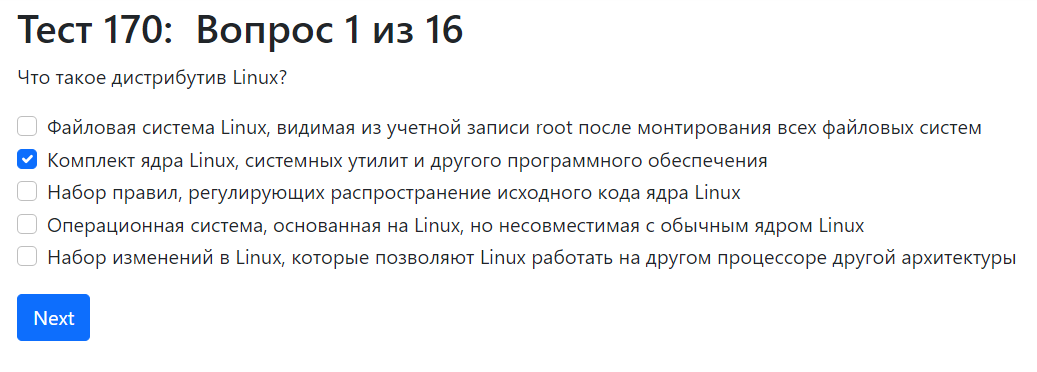 Тест 170: Вопрос 1 из 16
Что такое дистрибутив Linux?
Файловая система Linux, видимая из учетной записи root после монтирования всех файловых систем
Комплект ядра Linux, системных утилит и другого программного обеспечения
Набор правил, регулирующих распространение исходного кода ядра Linux
Операционная система, основанная на Linux, но несовместимая с обычным ядром Linux
Набор изменений в Linux, которые позволяют Linux работать на другом процессоре другой архитектуры
Next